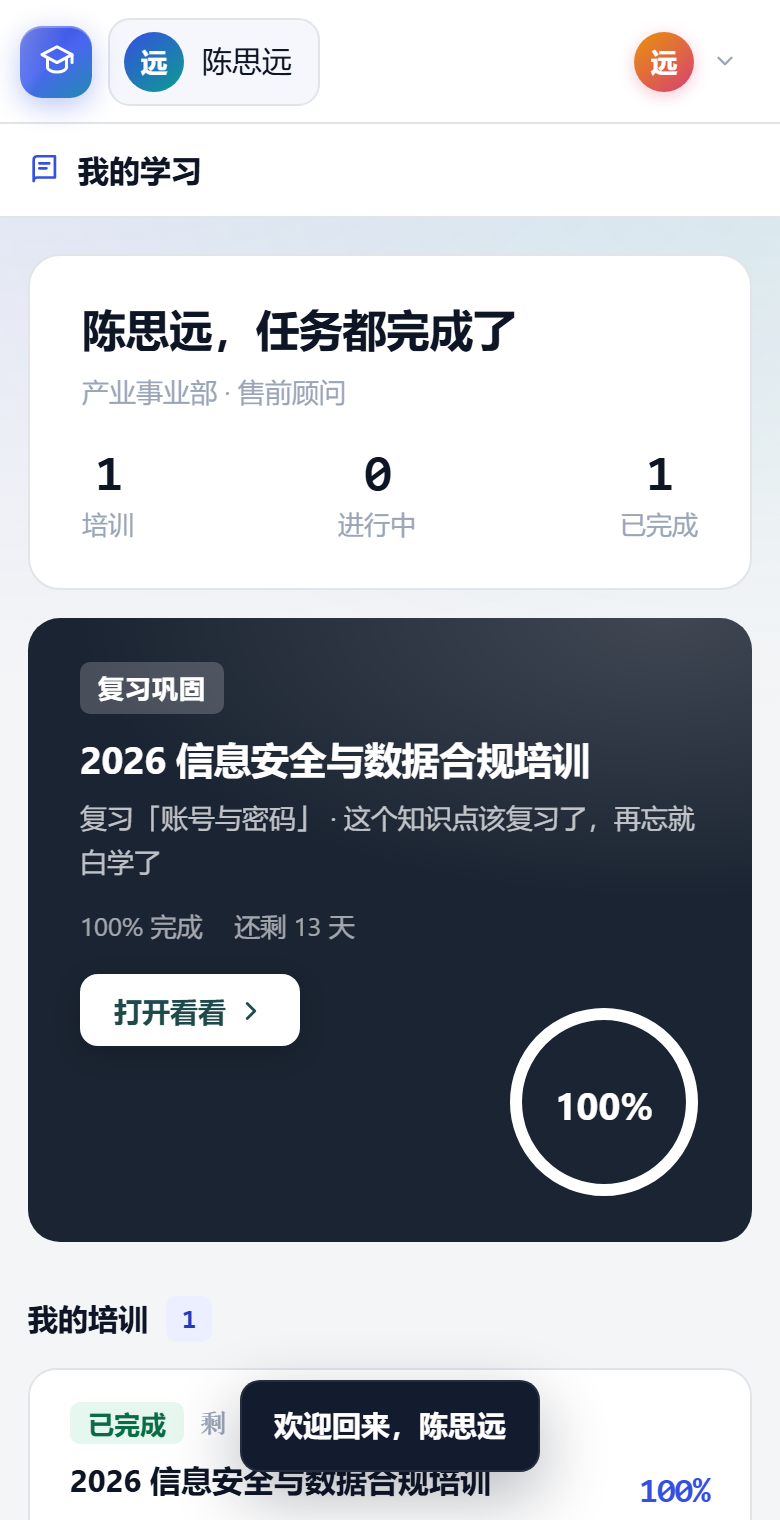 远 陈思远 远
我的学习
陈思远，任务都完成了
产业事业部 · 售前顾问
1 0 1
培训 进行中 已完成
复习巩固
2026 信息安全与数据合规培训
复习「账号与密码」 · 这个知识点该复习了，再忘就
白学了
100% 完成 还剩 13 天
打开看看
100%
我的培训 1
已完成 剩
欢迎回来，陈思远
2026 信息安全与数据合规培训
100%